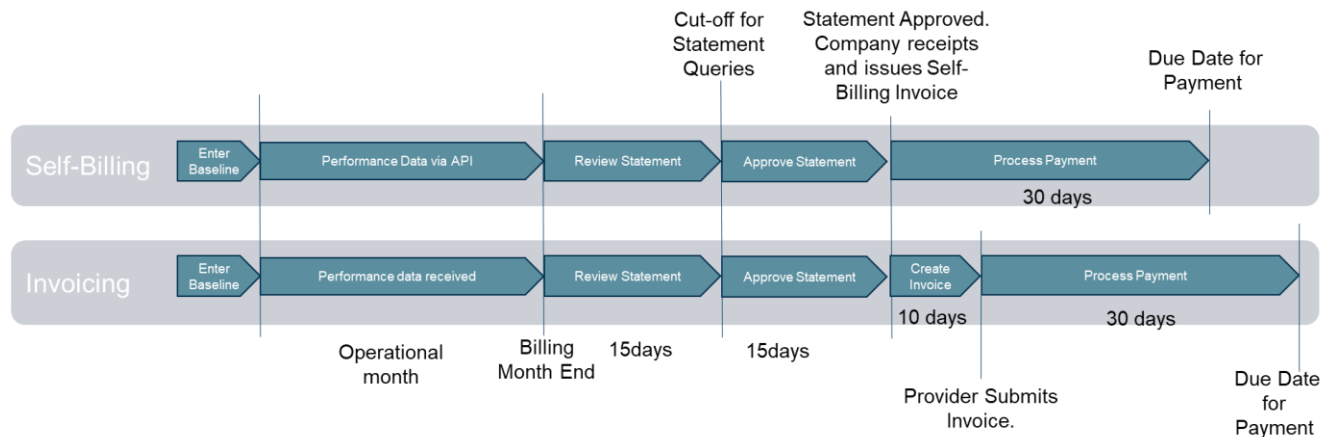 Cut-off for
Statement
Queries
Statement Approved.
Company receipts
and issues Self-
Billing Invoice
Due Date for
Payment
Self-Billing
Enter
Baseline
Performance Data via API
Review Statement
Approve Statement
Process Payment
30 days
Invoicing
Enter
Baseline
Performance data received
Review Statement
Approve Statement
Create
Invoice
Process Payment
10 days
30 days
Operational
month
Billing
Month End
15days
15days
Provider Submits
Invoice.
Due Date
for
Payment